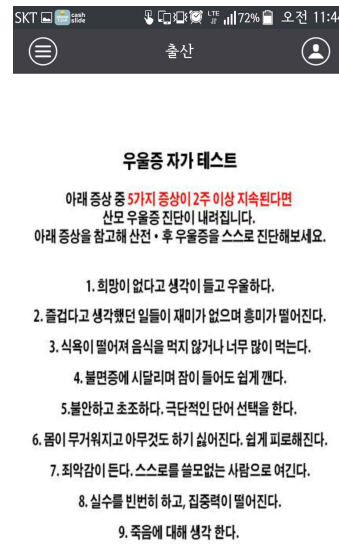 SKT cash slide LTE 72% 오전 11:44
출산
우울증 자가 테스트
아래 증상 중 5가지 증상이 2주 이상 지속된다면
산모 우울증 진단이 내려집니다.
아래 증상을 참고해 산전・후 우울증을 스스로 진단해보세요.
1. 희망이 없다고 생각이 들고 우울하다.
2. 즐겁다고 생각했던 일들이 재미가 없으며 흥미가 떨어진다.
3. 식욕이 떨어져 음식을 먹지 않거나 너무 많이 먹는다.
4. 불면증에 시달리며 잠이 들어도 쉽게 깬다.
5.불안하고 초조하다. 극단적인 단어 선택을 한다.
6. 몸이 무거워지고 아무것도 하기 싫어진다. 쉽게 피로해진다.
7. 죄악감이 든다. 스스로를 쓸모없는 사람으로 여긴다.
8. 실수를 빈번히 하고, 집중력이 떨어진다.
9. 죽음에 대해 생각 한다.